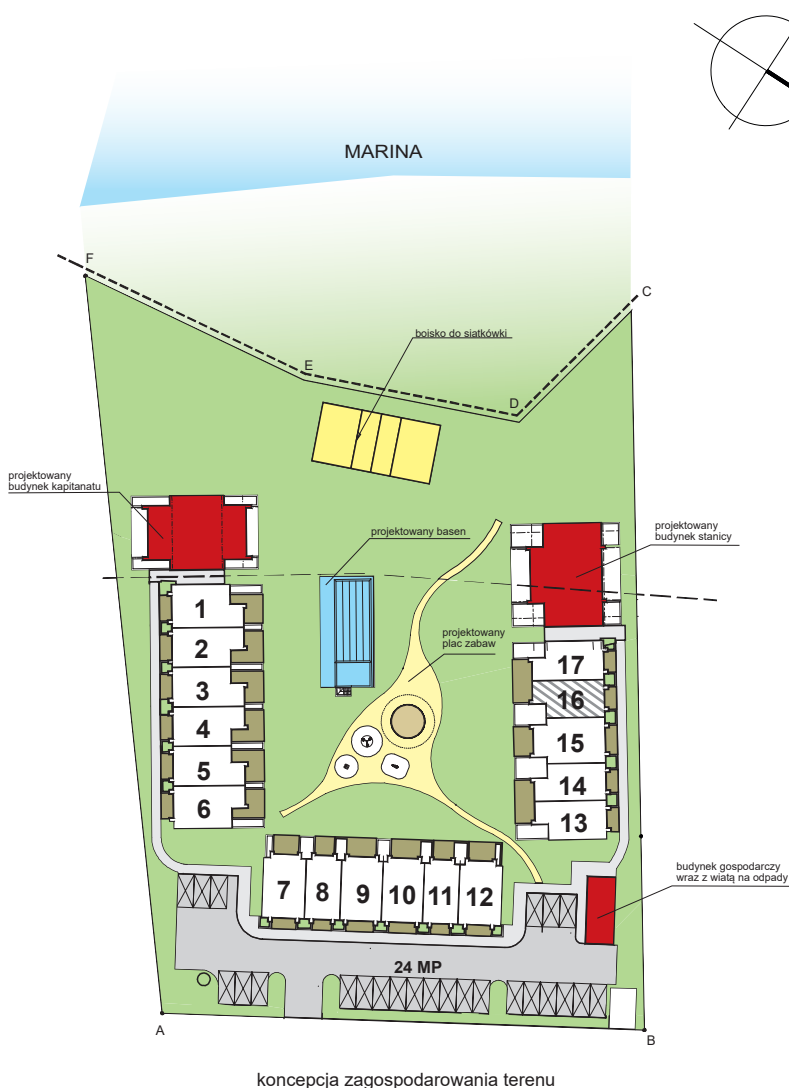 MARINA
F
C
boisko do siatkówki
E
D
projektowany
budynek kapitanatu
projektowany basen
projektowany
budynek stanicy
projektowany
plac zabaw
1
2
3
4
5
6
17
16
15
14
13
7 8 9 10 11 12
budynek gospodarczy
wraz z wiatą na odpady
24 MP
A
B
koncepcja zagospodarowania terenu